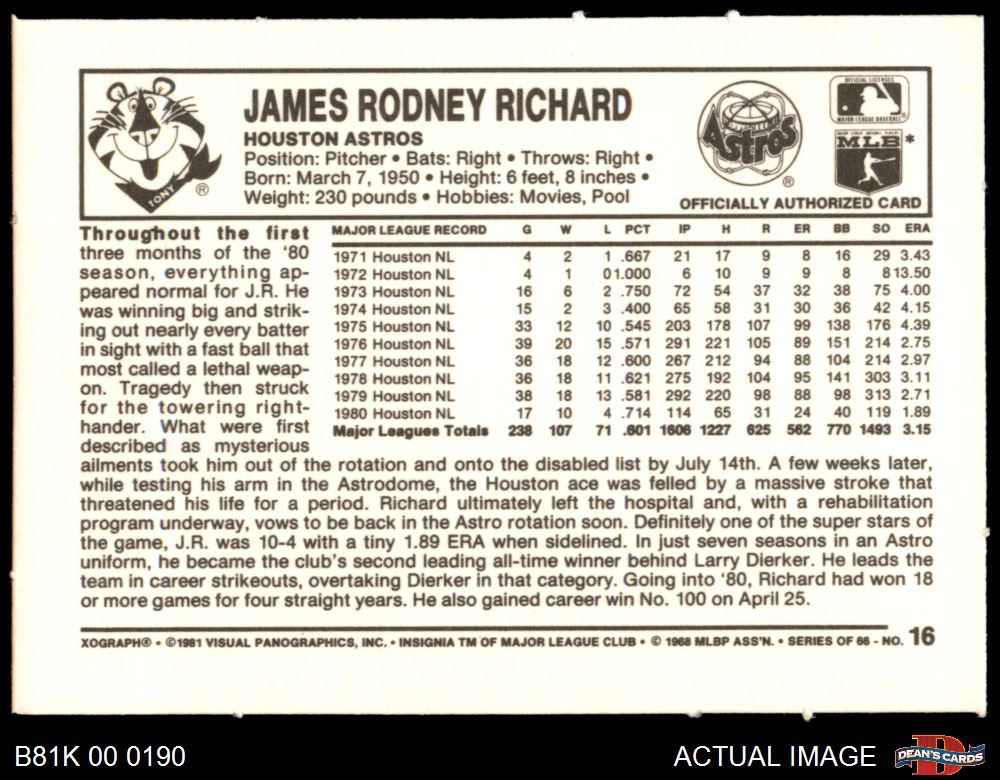 TONY
®
JAMES RODNEY RICHARD
HOUSTON ASTROS
Position: Pitcher • Bats: Right • Throws: Right •
Born: March 7, 1950 • Height: 6 feet, 8 inches •
Weight: 230 pounds • Hobbies: Movies, Pool
Astros
®
OFFICIAL LICENSEE
MAJOR LEAGUE BASEBALL
MLB*
OFFICIALLY AUTHORIZED CARD
Throughout the first
three months of the '80
season, everything ap-
peared normal for J.R. He
was winning big and strik-
ing out nearly every batter
in sight with a fast ball that
most called a lethal weap-
on. Tragedy then struck
for the towering right-
hander. What were first
described as mysterious
MAJOR LEAGUE RECORD G W L PCT IP H R ER BB SO ERA
1971 Houston NL 4 2 1 .667 21 17 9 8 16 29 3.43
1972 Houston NL 4 1 0 1.000 6 10 9 9 8 8 13.50
1973 Houston NL 16 6 2 .750 72 54 37 32 38 75 4.00
1974 Houston NL 15 2 3 .400 65 58 31 30 36 42 4.15
1975 Houston NL 33 12 10 .545 203 178 107 99 138 176 4.39
1976 Houston NL 39 20 15 .571 291 221 105 89 151 214 2.75
1977 Houston NL 36 18 12 .600 267 212 94 88 104 214 2.97
1978 Houston NL 36 18 11 .621 275 192 104 95 141 303 3.11
1979 Houston NL 38 18 13 .581 292 220 98 88 98 313 2.71
1980 Houston NL 17 10 4 .714 114 65 31 24 40 119 1.89
Major Leagues Totals 238 107 71 .601 1606 1227 625 562 770 1493 3.15
ailments took him out of the rotation and onto the disabled list by July 14th. A few weeks later,
while testing his arm in the Astrodome, the Houston ace was felled by a massive stroke that
threatened his life for a period. Richard ultimately left the hospital and, with a rehabilitation
program underway, vows to be back in the Astro rotation soon. Definitely one of the super stars of
the game, J.R. was 10-4 with a tiny 1.89 ERA when sidelined. In just seven seasons in an Astro
uniform, he became the club's second leading all-time winner behind Larry Dierker. He leads the
team in career strikeouts, overtaking Dierker in that category. Going into '80, Richard had won 18
or more games for four straight years. He also gained career win No. 100 on April 25.
XOGRAPH® • ©1981 VISUAL PANOGRAPHICS, INC. • INSIGNIA TM OF MAJOR LEAGUE CLUB • © 1968 MLBP ASS'N. • SERIES OF 66 - NO. 16
B81K 00 0190
ACTUAL IMAGE
DEAN'S CARDS